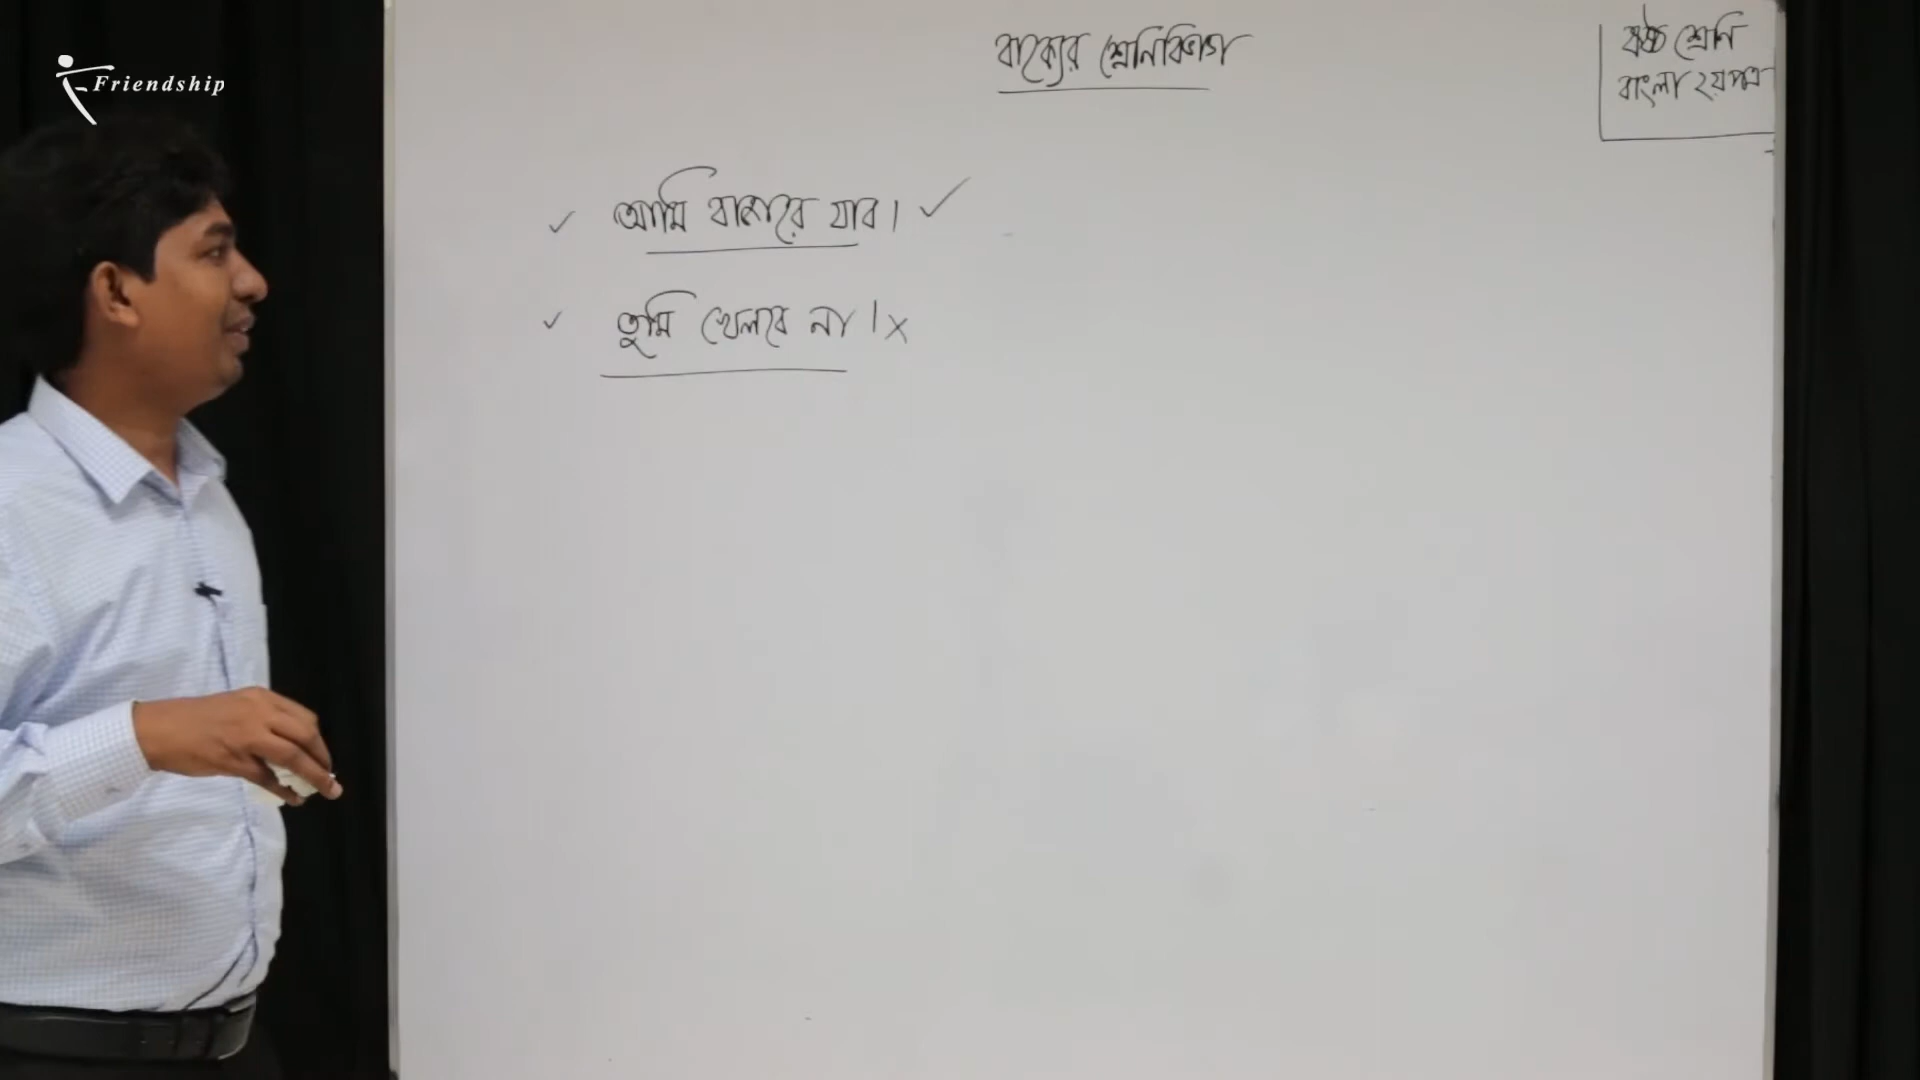 Friendship
বাক্যের শ্রেণিবিভাগ
ষষ্ঠ শ্রেণি
বাংলা ২য় পত্র
✓ আমি বাজারে যাব। ✓
✓ তুমি খেলবে না। ×